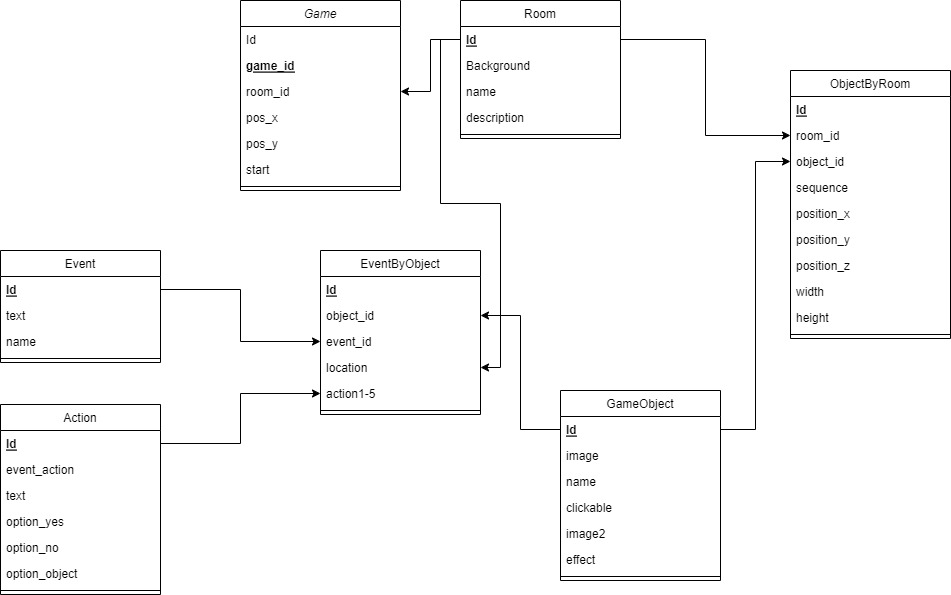 Game
Id
game_id
room_id
pos_x
pos_y
start
Room
Id
Background
name
description
ObjectByRoom
Id
room_id
object_id
sequence
position_x
position_y
position_z
width
height
Event
Id
text
name
EventByObject
Id
object_id
event_id
location
action1-5
Action
Id
event_action
text
option_yes
option_no
option_object
GameObject
Id
image
name
clickable
image2
effect